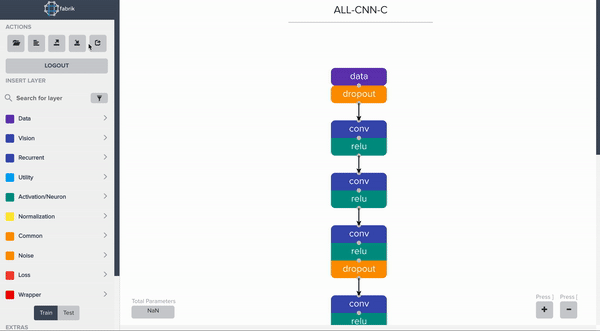 fabrik
ACTIONS
LOGOUT
INSERT LAYER
Search for layer
Data
Vision
Recurrent
Utility
Activation/Neuron
Normalization
Common
Noise
Loss
Wrapper
Train
Test
EXTRAS
ALL-CNN-C
data
dropout
conv
relu
conv
relu
conv
relu
dropout
conv
relu
Total Parameters
NaN
Press ]
Press [
+
−